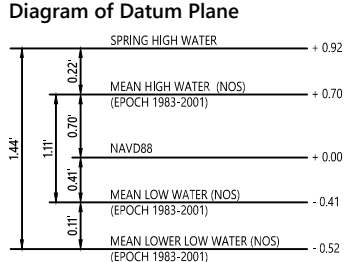 Diagram of Datum Plane
SPRING HIGH WATER
+ 0.92
0.22'
MEAN HIGH WATER (NOS)
(EPOCH 1983-2001)
+ 0.70
1.44'
1.11'
0.70'
NAVD88
+ 0.00
0.41'
MEAN LOW WATER (NOS)
(EPOCH 1983-2001)
- 0.41
0.11'
MEAN LOWER LOW WATER (NOS)
(EPOCH 1983-2001)
- 0.52